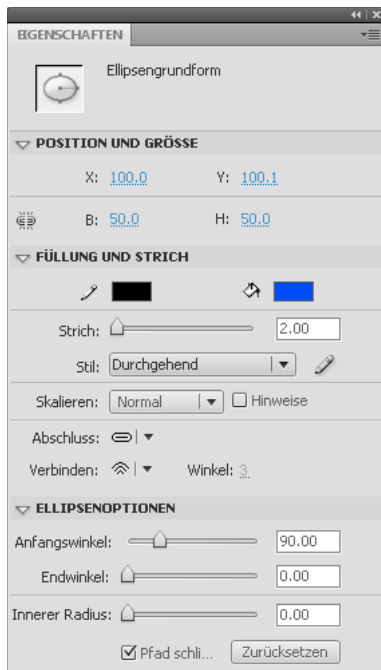 EIGENSCHAFTEN
Ellipsengrundform
POSITION UND GRÖSSE
X: 100.0 Y: 100.1
B: 50.0 H: 50.0
FÜLLUNG UND STRICH
Strich: 2.00
Stil: Durchgehend
Skalieren: Normal Hinweise
Abschluss:
Verbinden: Winkel: 3
ELLIPSENOPTIONEN
Anfangswinkel: 90.00
Endwinkel: 0.00
Innerer Radius: 0.00
Pfad schli... Zurücksetzen